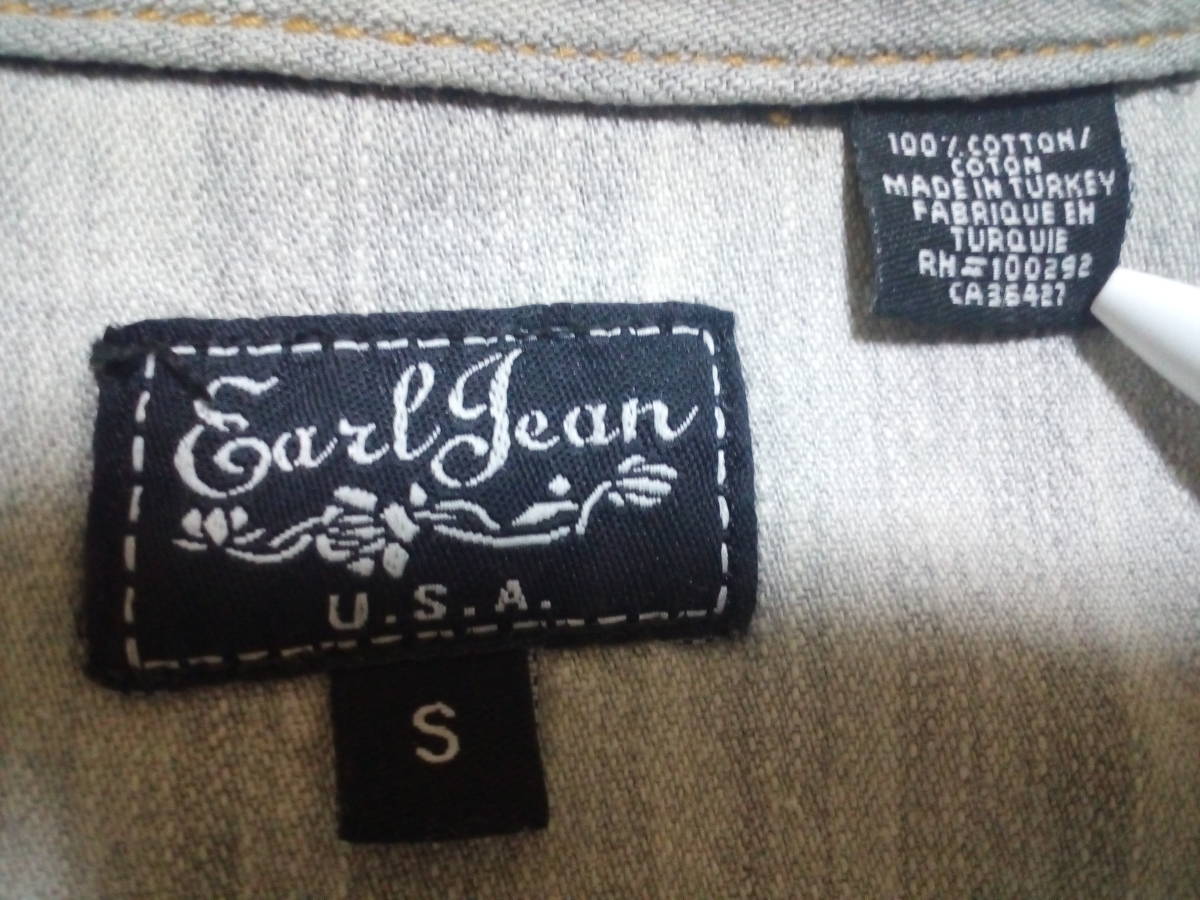 100% COTTON/
COTON
MADE IN TURKEY
FABRIQUE EN
TURQUIE
RN=100292
CA36427
Earl Jean
U.S.A.
S